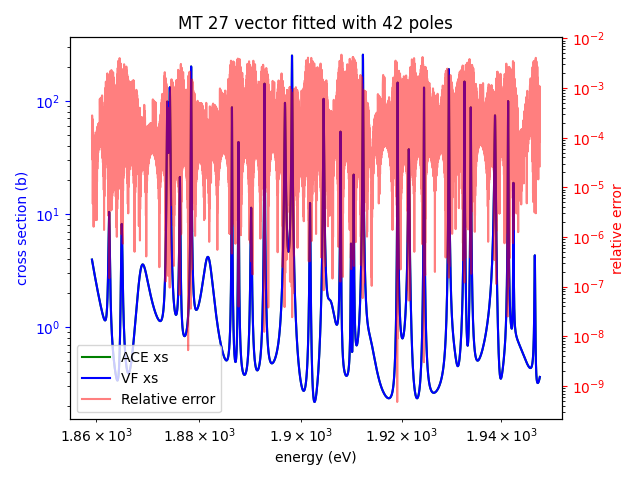 MT 27 vector fitted with 42 poles
cross section (b)
10²
10¹
10⁰
10⁻²
10⁻³
10⁻⁴
10⁻⁵
10⁻⁶
10⁻⁷
10⁻⁸
10⁻⁹
relative error
ACE xs
VF xs
Relative error
1.86 × 10³ 1.88 × 10³ 1.9 × 10³ 1.92 × 10³ 1.94 × 10³
energy (eV)